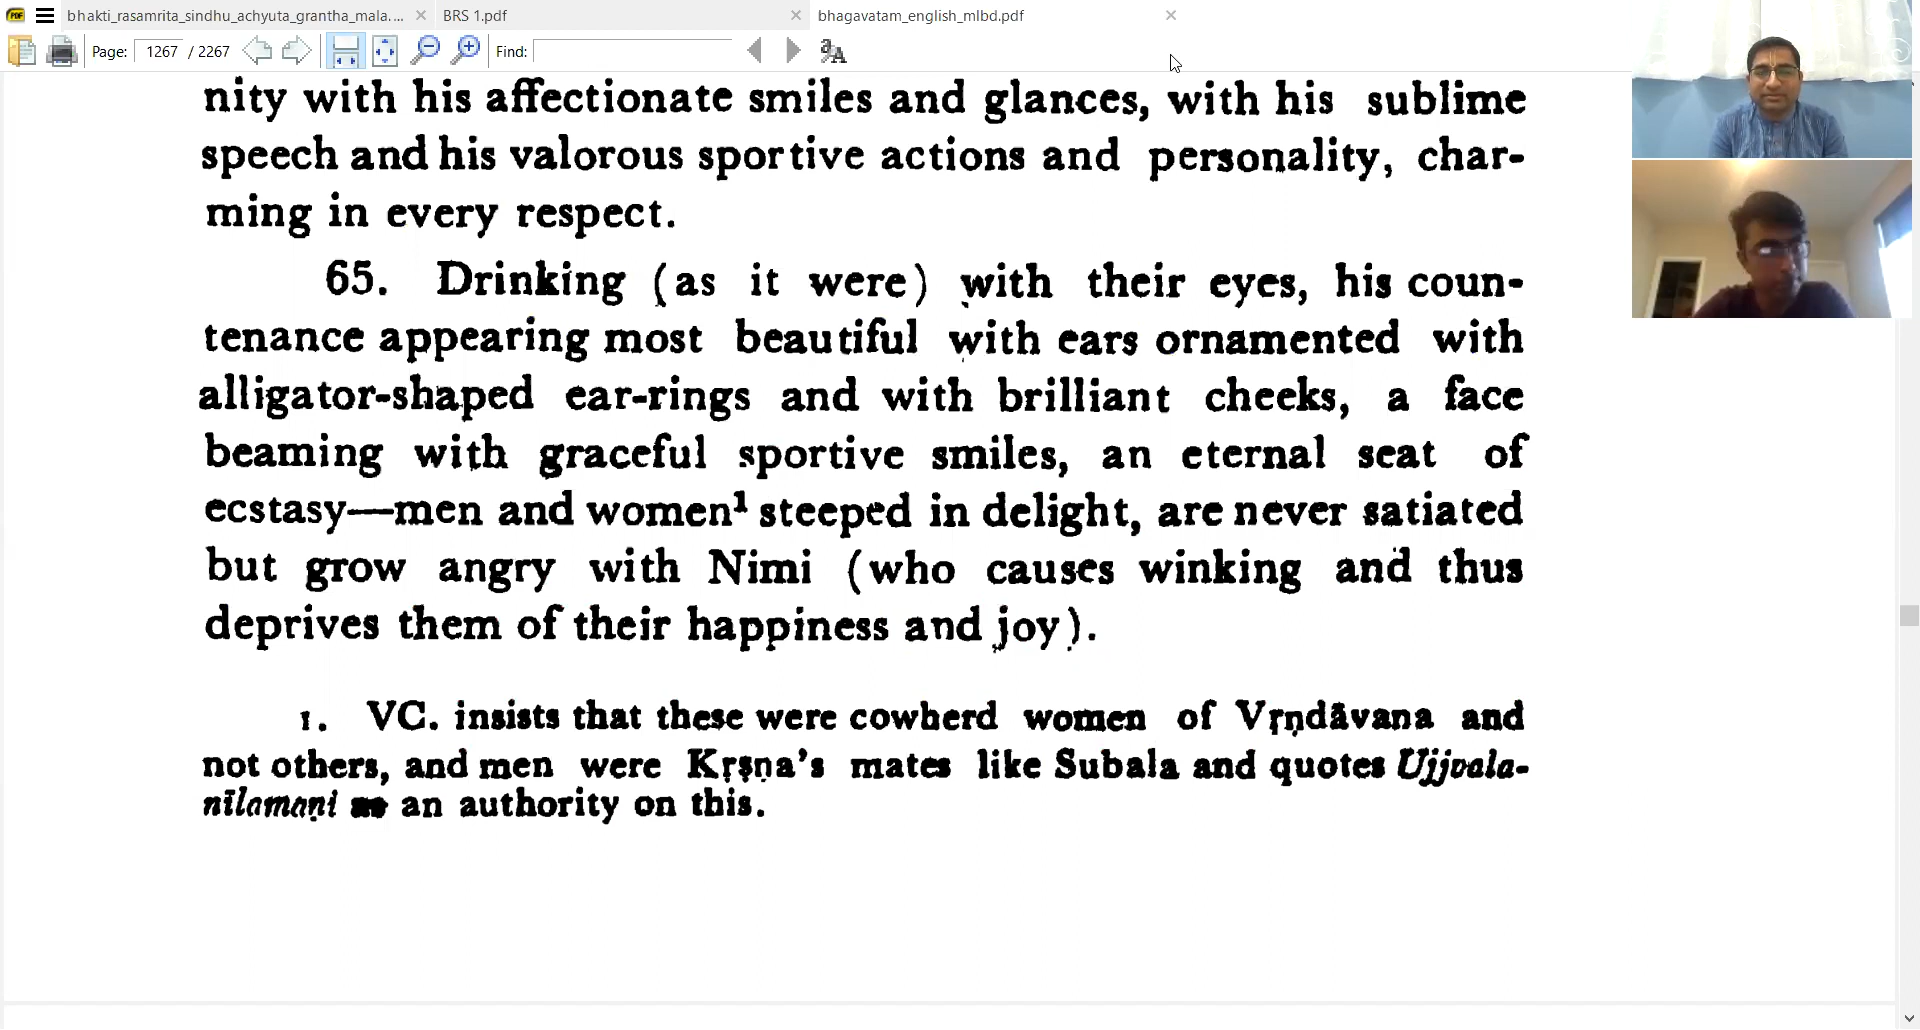 bhakti_rasamrita_sindhu_achyuta_grantha_mala....
BRS 1.pdf
bhagavatam_english_mlbd.pdf
Page: 1267 / 2267
Find:
nity with his affectionate smiles and glances, with his sublime
speech and his valorous sportive actions and personality, char-
ming in every respect.
65. Drinking (as it were) with their eyes, his coun-
tenance appearing most beautiful with ears ornamented with
alligator-shaped ear-rings and with brilliant cheeks, a face
beaming with graceful sportive smiles, an eternal seat of
ecstasy—men and women¹ steeped in delight, are never satiated
but grow angry with Nimi (who causes winking and thus
deprives them of their happiness and joy).
1. VC. insists that these were cowherd women of Vṛṇdāvana and
not others, and men were Kṛṣṇa's mates like Subala and quotes Ujjvala-
nīlamaṇi as an authority on this.